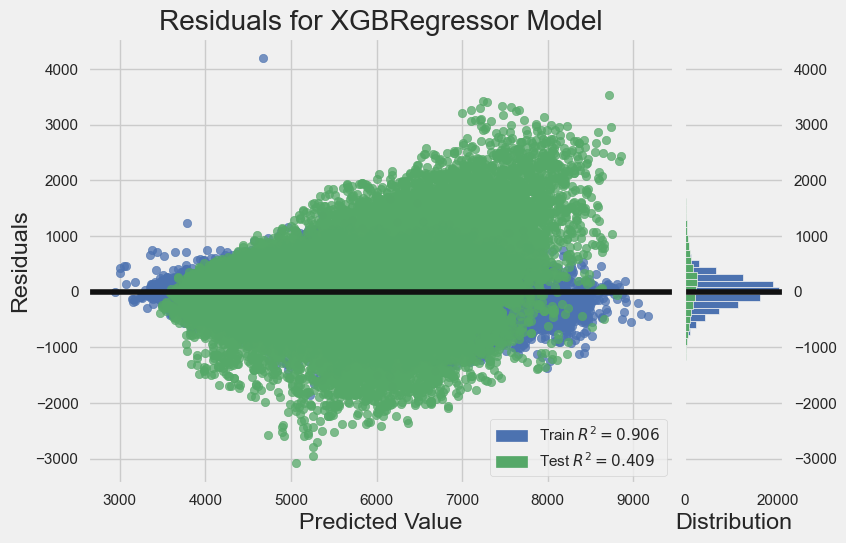 Residuals for XGBRegressor Model
4000
3000
2000
1000
0
−1000
−2000
−3000
Residuals
3000 4000 5000 6000 7000 8000 9000
Predicted Value
Train R² = 0.906
Test R² = 0.409
4000
3000
2000
1000
0
−1000
−2000
−3000
0 20000
Distribution